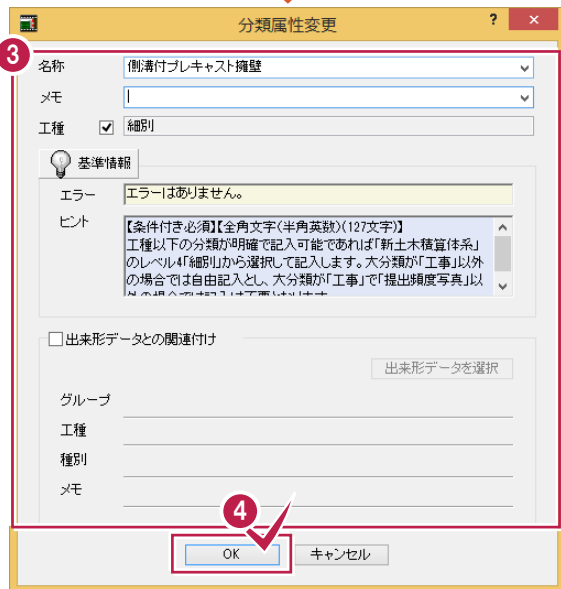 分類属性変更 ? ×
3
名称 側溝付プレキャスト擁壁
メモ
工種 細別
基準情報
エラー エラーはありません。
ヒント 【条件付き必須】【全角文字(半角英数)(127文字)】
工種以下の分類が明確で記入可能であれば「新土木積算体系」
のレベル4「細別」から選択して記入します。大分類が「工事」以外
の場合では自由記入とし、大分類が「工事」で「提出頻度写真」以
出来形データとの関連付け
出来形データを選択
グループ
工種
種別
メモ
4
OK キャンセル